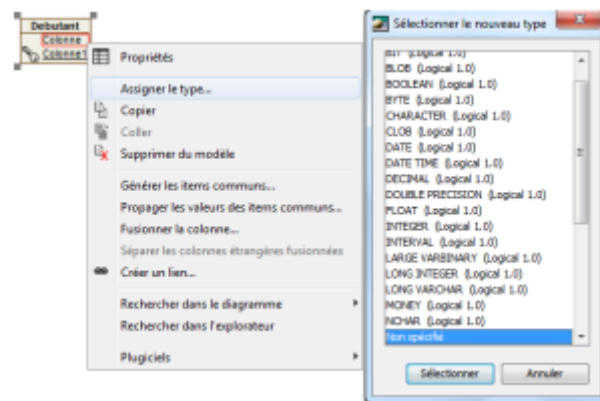 Debutant
Colonne
Colonne1
Propriétés
Assigner le type...
Copier
Coller
Supprimer du modèle
Générer les items communs...
Propager les valeurs des items communs...
Fusionner la colonne...
Séparer les colonnes étrangères fusionnées
Créer un lien...
Rechercher dans le diagramme
Rechercher dans l'explorateur
Plugiciels
Sélectionner le nouveau type
BIT (Logical 1.0)
BLOB (Logical 1.0)
BOOLEAN (Logical 1.0)
BYTE (Logical 1.0)
CHARACTER (Logical 1.0)
CLOB (Logical 1.0)
DATE (Logical 1.0)
DATE TIME (Logical 1.0)
DECIMAL (Logical 1.0)
DOUBLE PRECISION (Logical 1.0)
FLOAT (Logical 1.0)
INTEGER (Logical 1.0)
INTERVAL (Logical 1.0)
LARGE VARBINARY (Logical 1.0)
LONG INTEGER (Logical 1.0)
LONG VARCHAR (Logical 1.0)
MONEY (Logical 1.0)
NCHAR (Logical 1.0)
Non spécifié
Sélectionner
Annuler